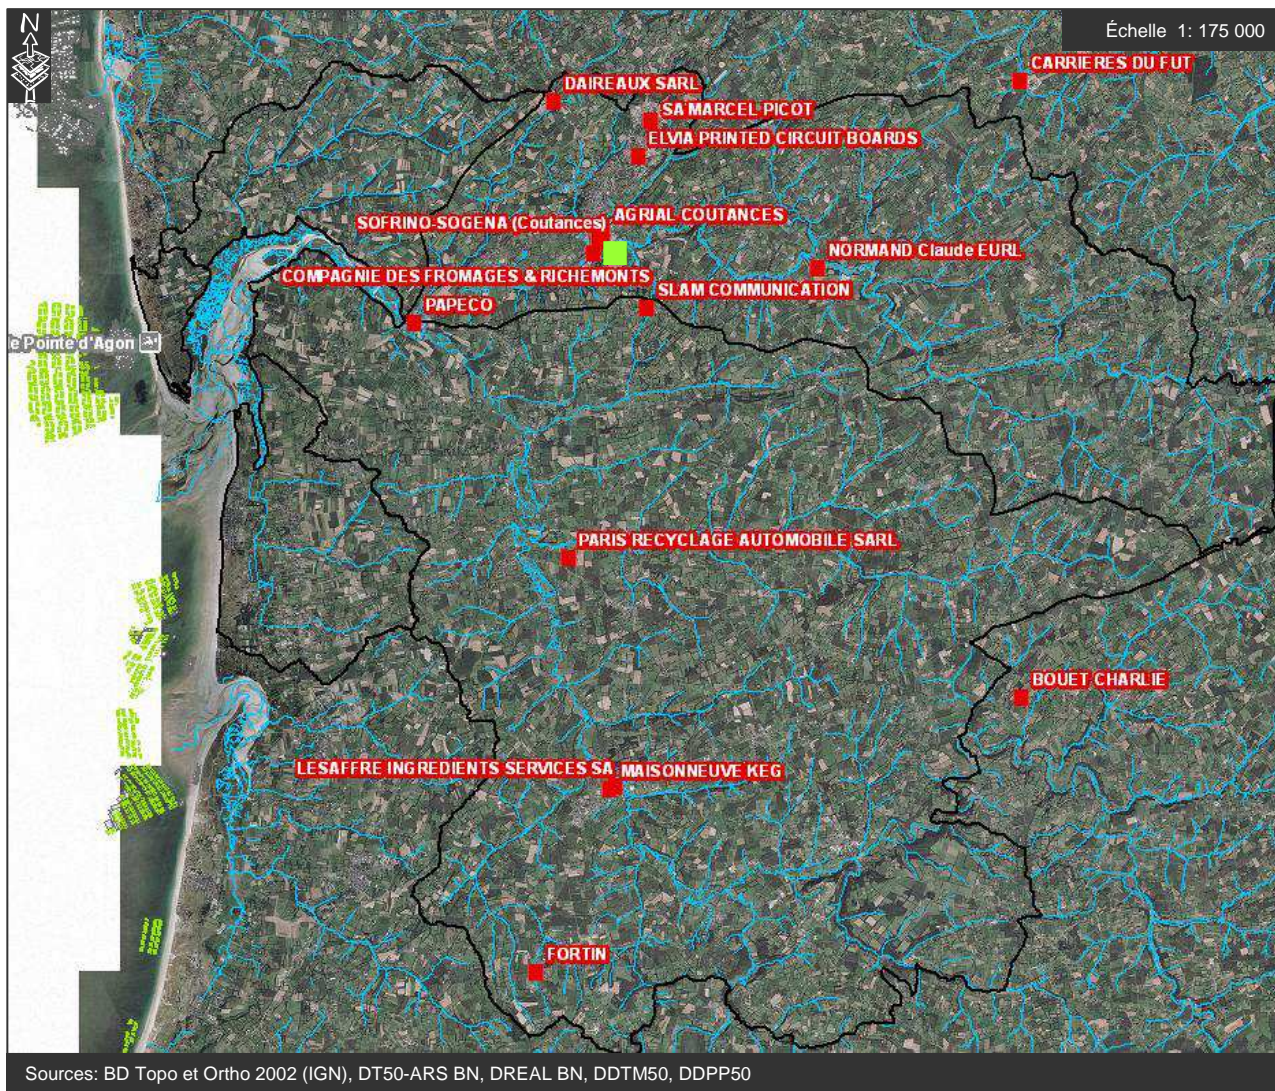 N
Échelle 1: 175 000
CARRIERES DU FUT
DAIREAUX SARL
SA MARCEL PICOT
ELVIA PRINTED CIRCUIT BOARDS
AGRIAL COUTANCES
SOFRINO-SOGENA (Coutances)
NORMAND Claude EURL
COMPAGNIE DES FROMAGES & RICHEMONTS
SLAM COMMUNICATION
PAPECO
le Pointe d'Agon
PARIS RECYCLAGE AUTOMOBILE SARL
BOUET CHARLIE
LESAFFRE INGREDIENTS SERVICES SA
MAISONNEUVE KEG
FORTIN
Sources: BD Topo et Ortho 2002 (IGN), DT50-ARS BN, DREAL BN, DDTM50, DDPP50